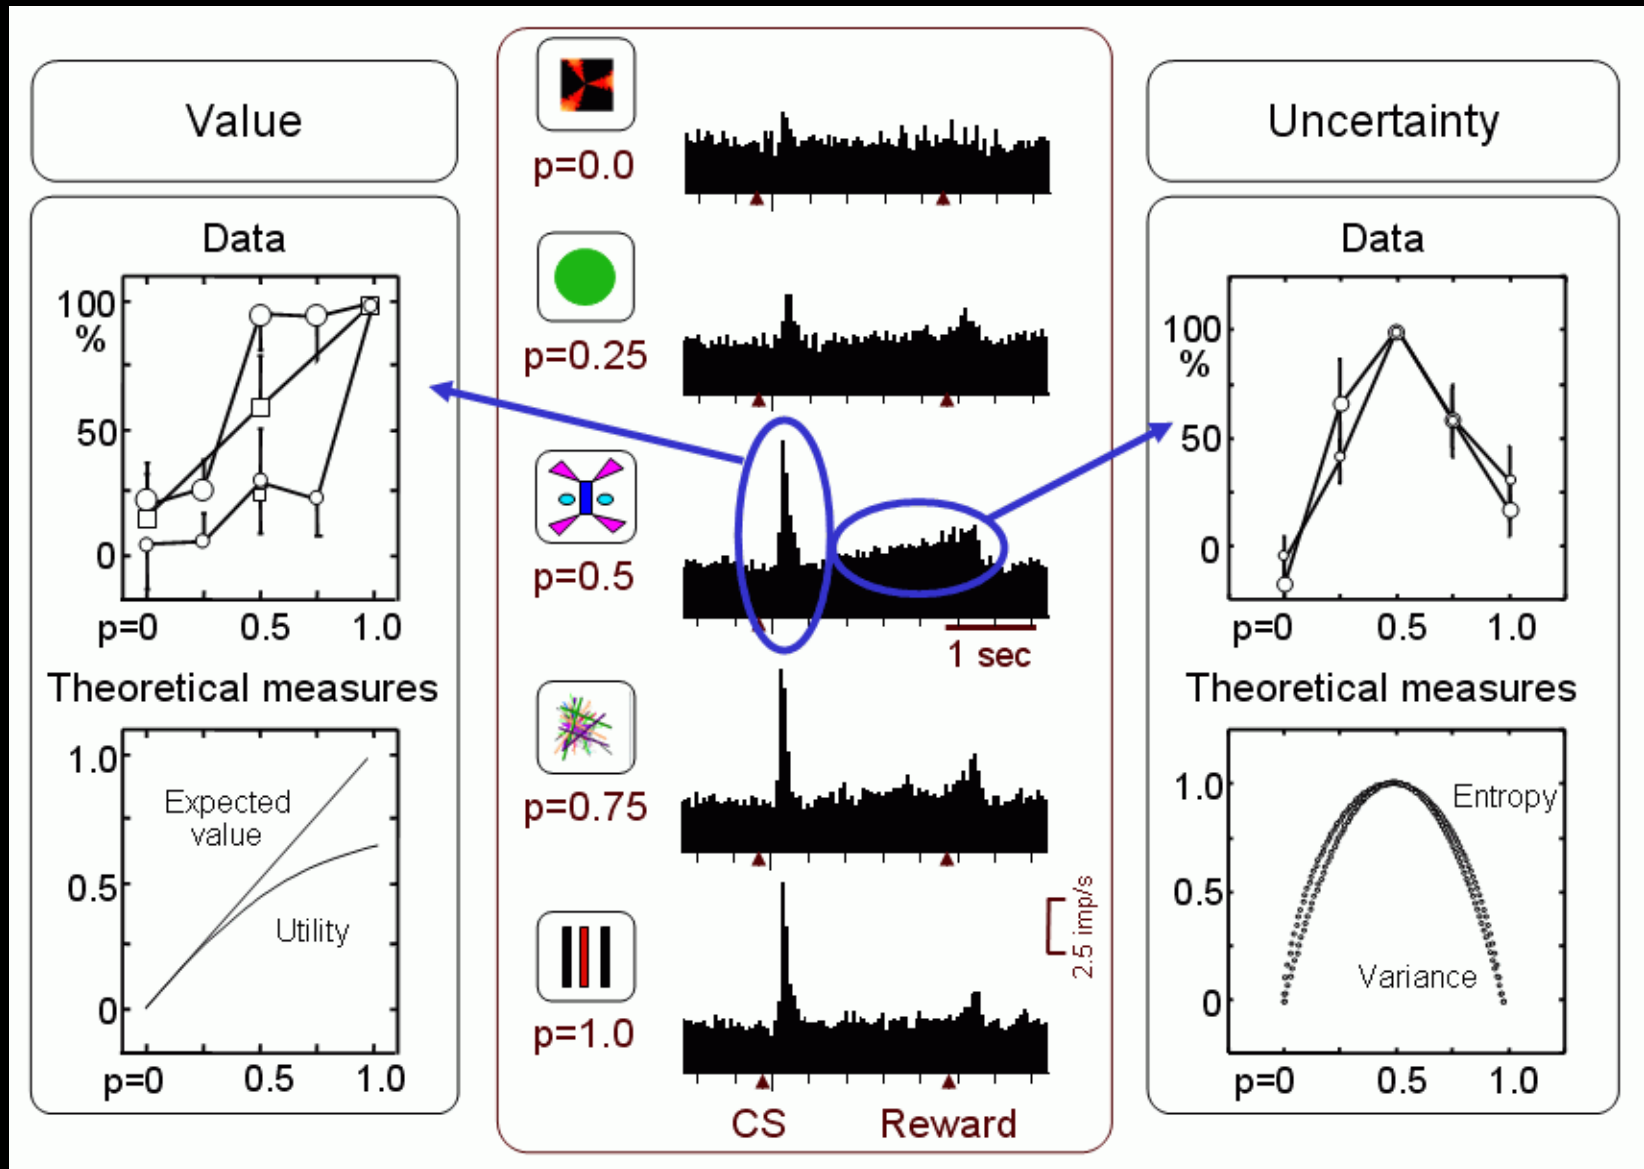 Value
Data
100
%
50
0
p=0 0.5 1.0
Theoretical measures
1.0
Expected
value
0.5
Utility
0
p=0 0.5 1.0
p=0.0
p=0.25
p=0.5
1 sec
p=0.75
2.5 imp/s
p=1.0
CS Reward
Uncertainty
Data
100
%
50
0
p=0 0.5 1.0
Theoretical measures
1.0
Entropy
0.5
Variance
0
p=0 0.5 1.0